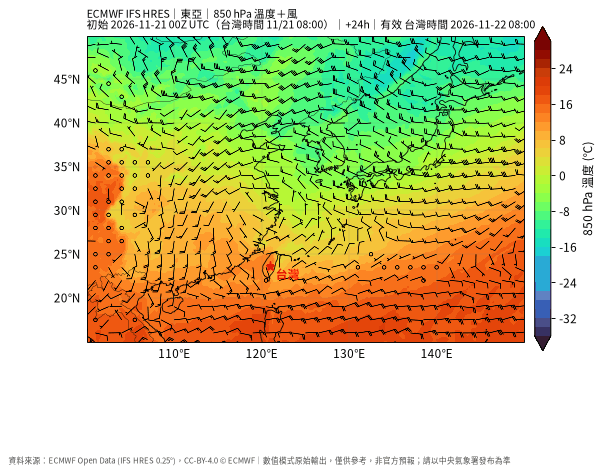 ECMWF IFS HRES｜東亞｜850 hPa 溫度＋風
初始 2026-11-21 00Z UTC（台灣時間 11/21 08:00）｜+24h｜有效 台灣時間 2026-11-22 08:00
45°N
40°N
35°N
30°N
25°N
20°N
110°E
120°E
130°E
140°E
台灣
24
16
8
0
-8
-16
-24
-32
850 hPa 溫度 (°C)
資料來源：ECMWF Open Data (IFS HRES 0.25°)，CC-BY-4.0 © ECMWF｜數值模式原始輸出，僅供參考，非官方預報；請以中央氣象署發布為準